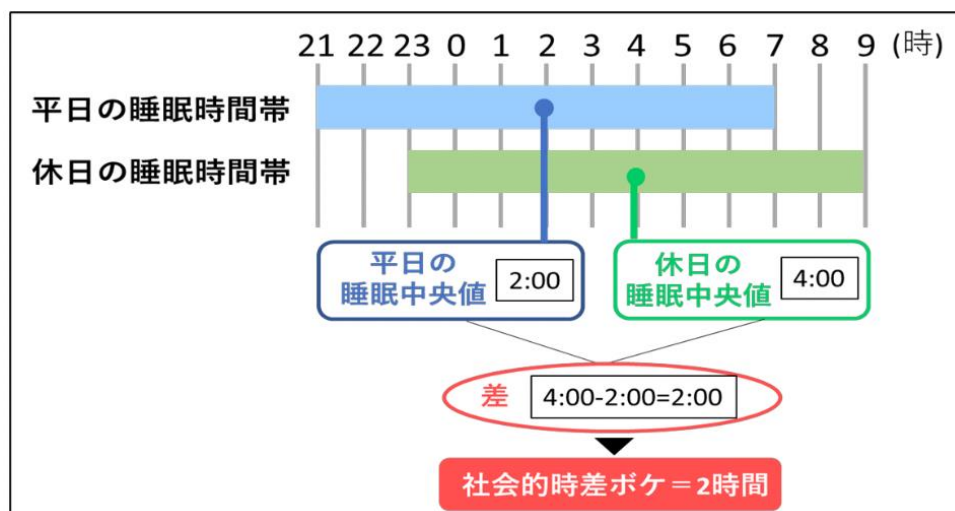 21 22 23 0 1 2 3 4 5 6 7 8 9 (時)
平日の睡眠時間帯
休日の睡眠時間帯
平日の
睡眠中央値 2:00
休日の
睡眠中央値 4:00
差 4:00-2:00=2:00
社会的時差ボケ＝2時間